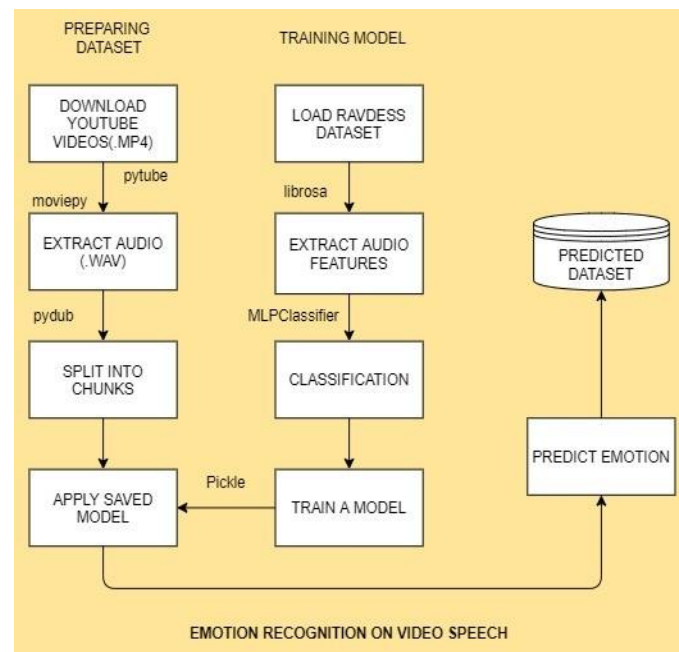 PREPARING
DATASET
TRAINING MODEL
DOWNLOAD
YOUTUBE
VIDEOS(.MP4)
LOAD RAVDESS
DATASET
pytube
moviepy
librosa
EXTRACT AUDIO
(.WAV)
EXTRACT AUDIO
FEATURES
PREDICTED
DATASET
pydub
MLPClassifier
SPLIT INTO
CHUNKS
CLASSIFICATION
PREDICT EMOTION
APPLY SAVED
MODEL
Pickle
TRAIN A MODEL
EMOTION RECOGNITION ON VIDEO SPEECH